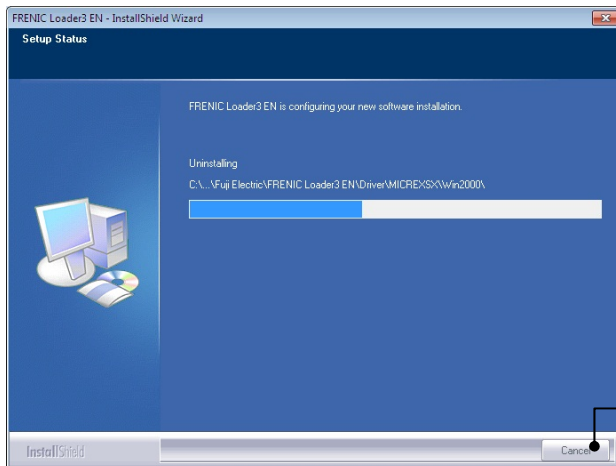 FRENIC Loader3 EN - InstallShield Wizard
Setup Status
FRENIC Loader3 EN is configuring your new software installation.
Uninstalling
C:\...\Fuji Electric\FRENIC Loader3 EN\Driver\MICREXSX\Win2000\
InstallShield
Cancel